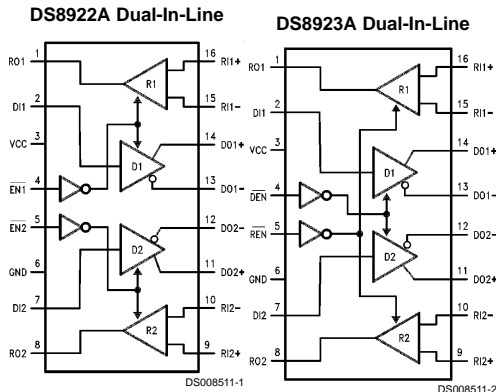 DS8922A Dual-In-Line
RO1 1
16 RI1+
R1
DI1 2
15 RI1-
VCC 3
14 DO1+
D1
EN1 4
13 DO1-
EN2 5
12 DO2-
D2
GND 6
11 DO2+
DI2 7
10 RI2-
R2
RO2 8
9 RI2+
DS008511-1
DS8923A Dual-In-Line
RO1 1
16 RI1+
R1
DI1 2
15 RI1-
VCC 3
14 DO1+
D1
DEN 4
13 DO1-
REN 5
12 DO2-
D2
GND 6
11 DO2+
DI2 7
10 RI2-
R2
RO2 8
9 RI2+
DS008511-2